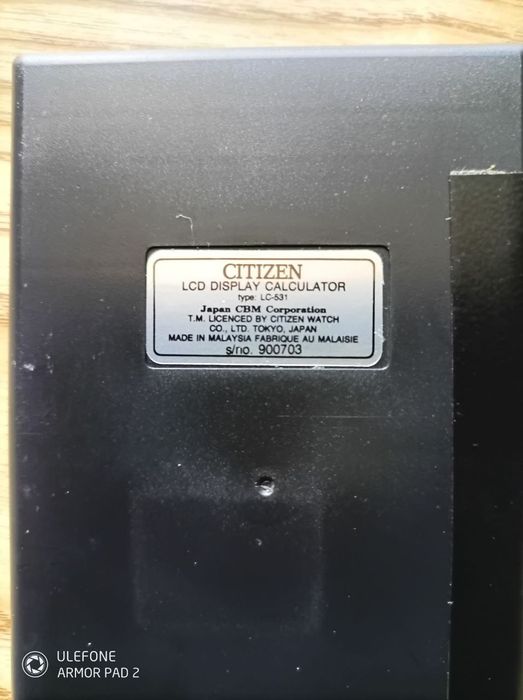 CITIZEN
LCD DISPLAY CALCULATOR
type: LC-531
Japan CBM Corporation
T.M. LICENCED BY CITIZEN WATCH
CO., LTD. TOKYO, JAPAN
MADE IN MALAYSIA FABRIQUE AU MALAISIE
s/no. 900703
ULEFONE
ARMOR PAD 2